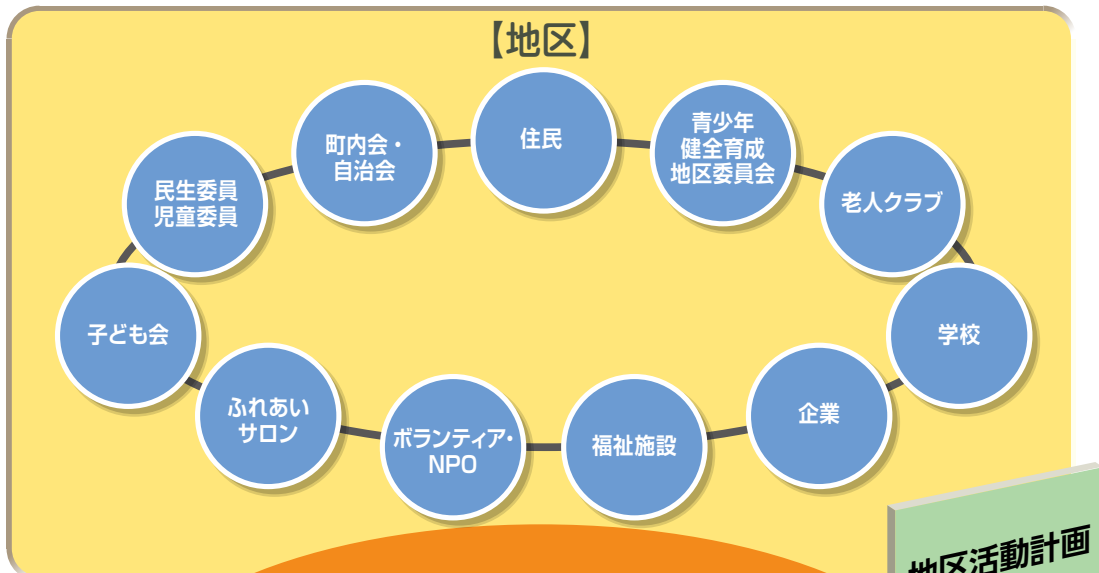 【地区】
住民
町内会・
自治会
青少年
健全育成
地区委員会
民生委員
児童委員
老人クラブ
子ども会
学校
ふれあい
サロン
ボランティア・
NPO
福祉施設
企業
地区活動計画